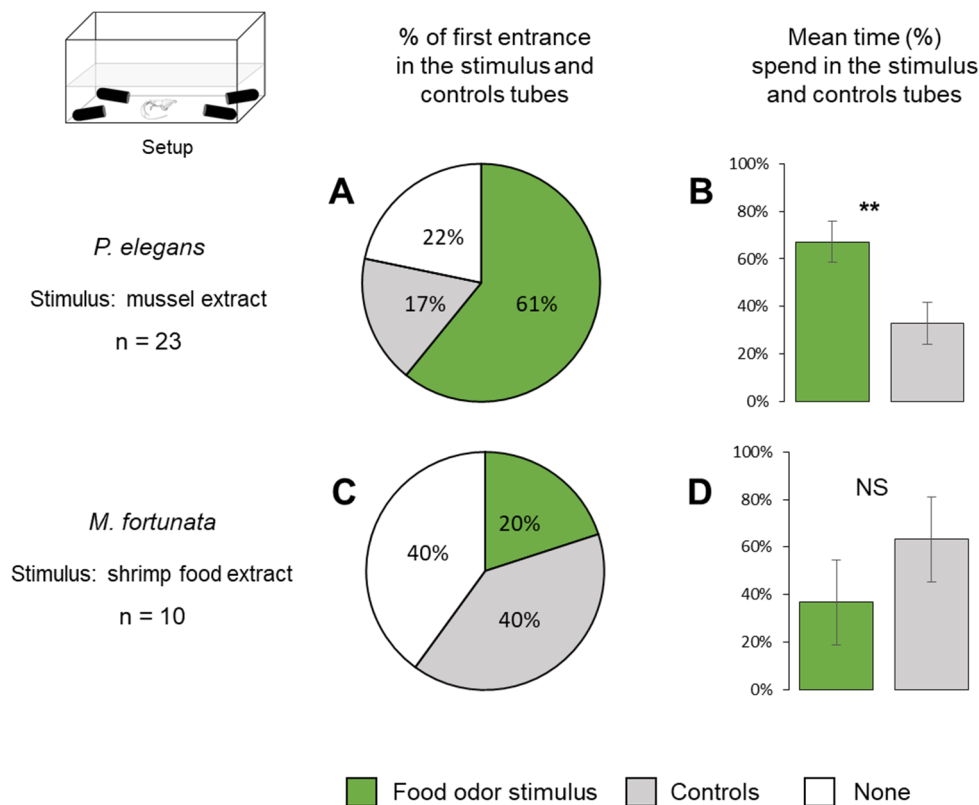 % of first entrance
in the stimulus and
controls tubes
Mean time (%)
spend in the stimulus
and controls tubes
Setup
P. elegans
Stimulus: mussel extract
n = 23
A
22%
17%
61%
B
100%
80%
60%
40%
20%
0%
**
M. fortunata
Stimulus: shrimp food extract
n = 10
C
20%
40%
40%
D
100%
80%
60%
40%
20%
0%
NS
Food odor stimulus
Controls
None